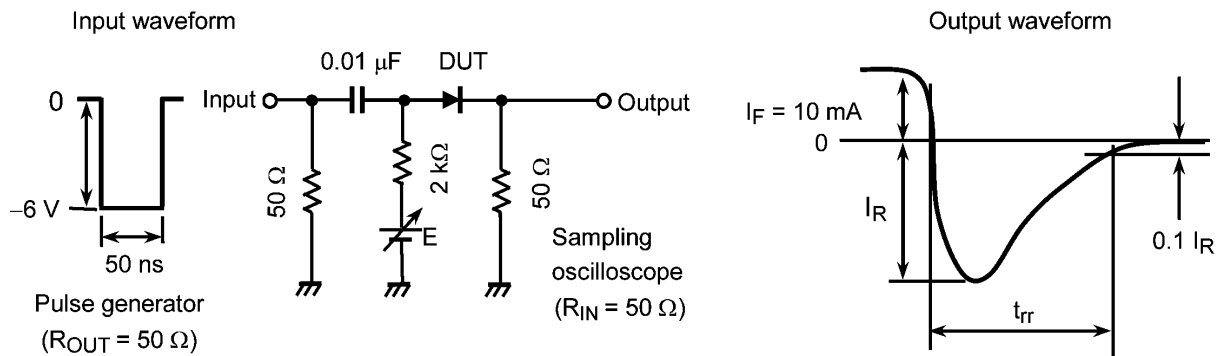 Input waveform
0
−6 V
50 ns
Pulse generator
(ROUT = 50 Ω)
Input
0.01 μF
DUT
Output
50 Ω
2 kΩ
E
50 Ω
Sampling
oscilloscope
(RIN = 50 Ω)
Output waveform
IF = 10 mA
0
IR
0.1 IR
trr